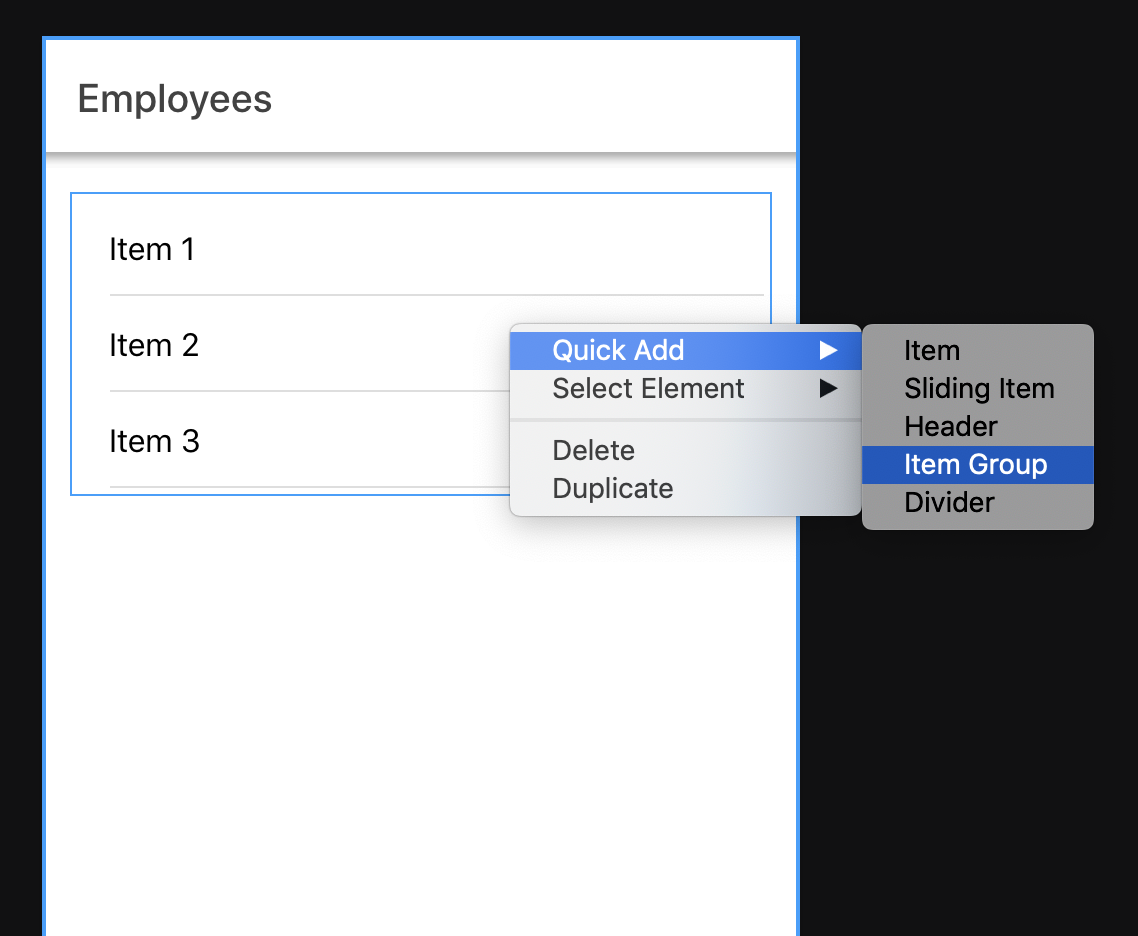 Employees
Item 1
Item 2
Item 3
Quick Add
Select Element
Delete
Duplicate
Item
Sliding Item
Header
Item Group
Divider